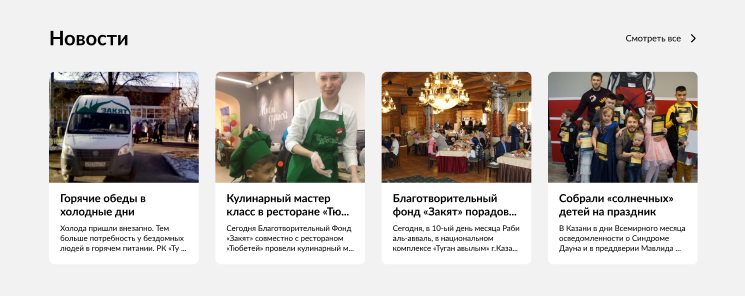 Новости
Смотреть все
ЗАКЯТ
Горячие обеды в
холодные дни
Холода пришли внезапно. Тем
больше потребность у бездомных
людей в горячем питании. РК «Ту ...
Кулинарный мастер
класс в ресторане «Тю...
Сегодня Благотворительный Фонд
«Закят» совместно с рестораном
«Тюбетей» провели кулинарный м...
Благотворительный
фонд «Закят» порадов...
Сегодня, в 10-ый день месяца Раби
аль-авваль, в национальном
комплексе «Туган авылым» г.Каза...
Собрали «солнечных»
детей на праздник
В Казани в дни Всемирного месяца
осведомленности о Синдроме
Дауна и в преддверии Мавлида ...